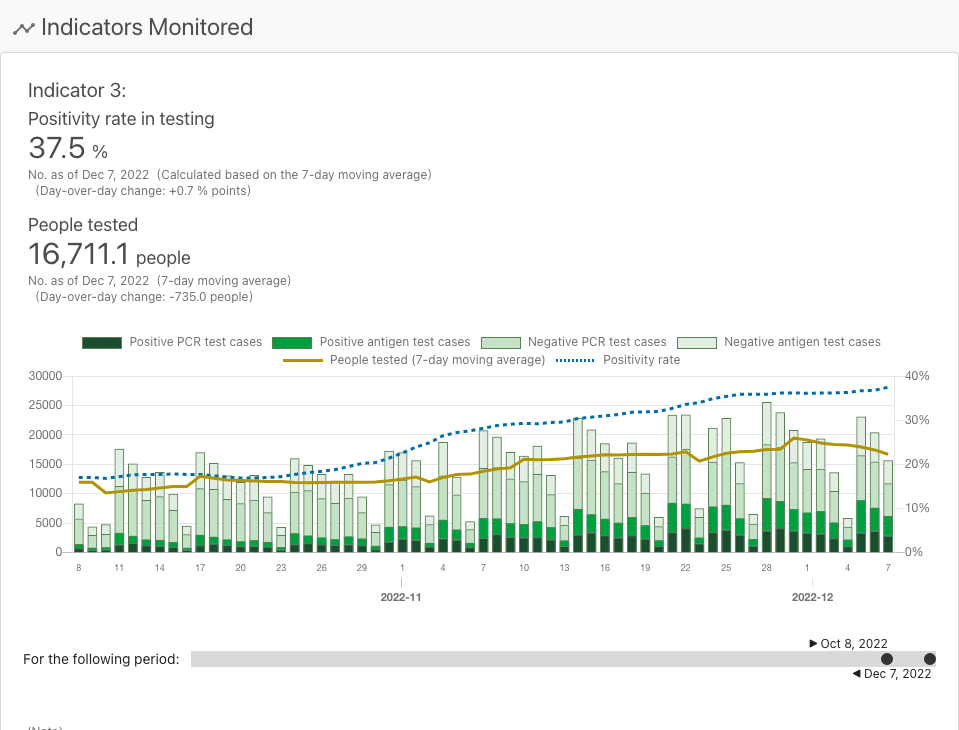 Indicators Monitored
Indicator 3:
Positivity rate in testing
37.5 %
No. as of Dec 7, 2022 (Calculated based on the 7-day moving average)
(Day-over-day change: +0.7 % points)
People tested
16,711.1 people
No. as of Dec 7, 2022 (7-day moving average)
(Day-over-day change: -735.0 people)
Positive PCR test cases Positive antigen test cases Negative PCR test cases Negative antigen test cases
People tested (7-day moving average) Positivity rate
30000 40%
25000
30%
20000
15000 20%
10000
10%
5000
0 0%
8 11 14 17 20 23 26 29 1 4 7 10 13 16 19 22 25 28 1 4 7
2022-11 2022-12
Oct 8, 2022
For the following period:
Dec 7, 2022